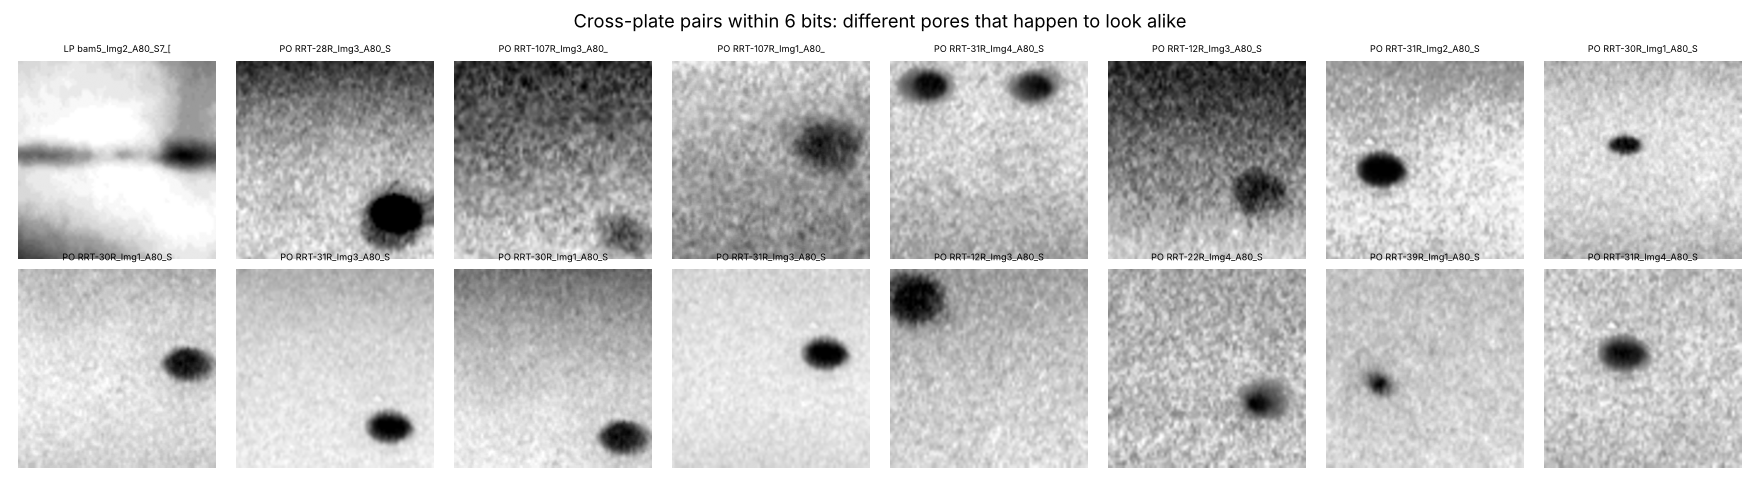 Cross-plate pairs within 6 bits: different pores that happen to look alike
LP bam5_Img2_A80_S7_[
PO RRT-28R_Img3_A80_S
PO RRT-107R_Img3_A80_
PO RRT-107R_Img1_A80_
PO RRT-31R_Img4_A80_S
PO RRT-12R_Img3_A80_S
PO RRT-31R_Img2_A80_S
PO RRT-30R_Img1_A80_S
PO RRT-30R_Img1_A80_S
PO RRT-31R_Img3_A80_S
PO RRT-30R_Img1_A80_S
PO RRT-31R_Img3_A80_S
PO RRT-12R_Img3_A80_S
PO RRT-22R_Img4_A80_S
PO RRT-39R_Img1_A80_S
PO RRT-31R_Img4_A80_S